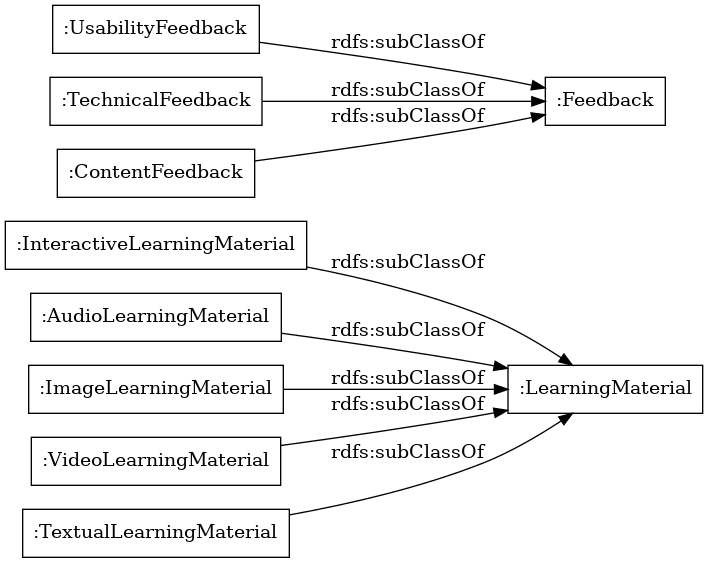 :UsabilityFeedback
rdfs:subClassOf
:TechnicalFeedback
rdfs:subClassOf
:Feedback
rdfs:subClassOf
:ContentFeedback
:InteractiveLearningMaterial
rdfs:subClassOf
:AudioLearningMaterial
rdfs:subClassOf
:ImageLearningMaterial
rdfs:subClassOf
:LearningMaterial
rdfs:subClassOf
:VideoLearningMaterial
rdfs:subClassOf
:TextualLearningMaterial